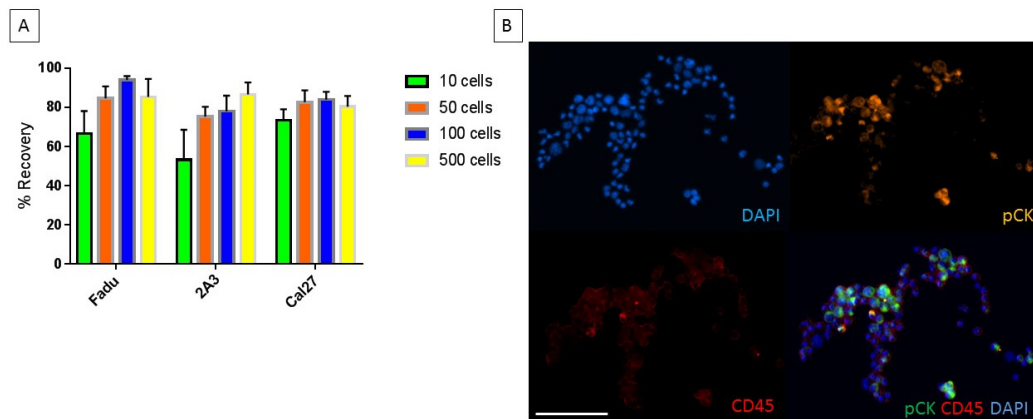 A
B
100
80
60
40
20
0
% Recovery
Fadu
2A3
Cal27
10 cells
50 cells
100 cells
500 cells
DAPI
pCK
CD45
pCK CD45 DAPI